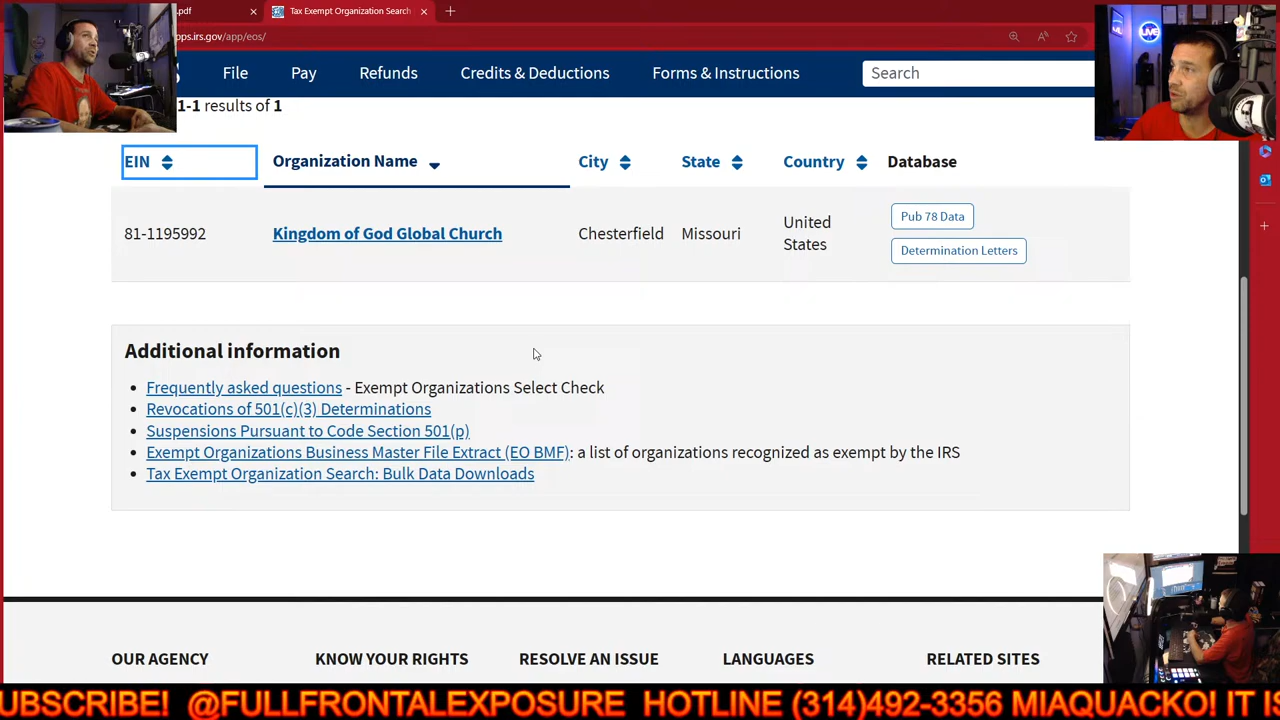 .pdf
Tax Exempt Organization Search
pps.irs.gov/app/eos/
File Pay Refunds Credits & Deductions Forms & Instructions Search
1-1 results of 1
EIN Organization Name City State Country Database
81-1195992 Kingdom of God Global Church Chesterfield Missouri United States Pub 78 Data
Determination Letters
Additional information
Frequently asked questions - Exempt Organizations Select Check
Revocations of 501(c)(3) Determinations
Suspensions Pursuant to Code Section 501(p)
Exempt Organizations Business Master File Extract (EO BMF): a list of organizations recognized as exempt by the IRS
Tax Exempt Organization Search: Bulk Data Downloads
OUR AGENCY KNOW YOUR RIGHTS RESOLVE AN ISSUE LANGUAGES RELATED SITES
UBSCRIBE! @FULLFRONTALEXPOSURE HOTLINE (314)492-3356 MIAQUACKO! IT IS
LIVE